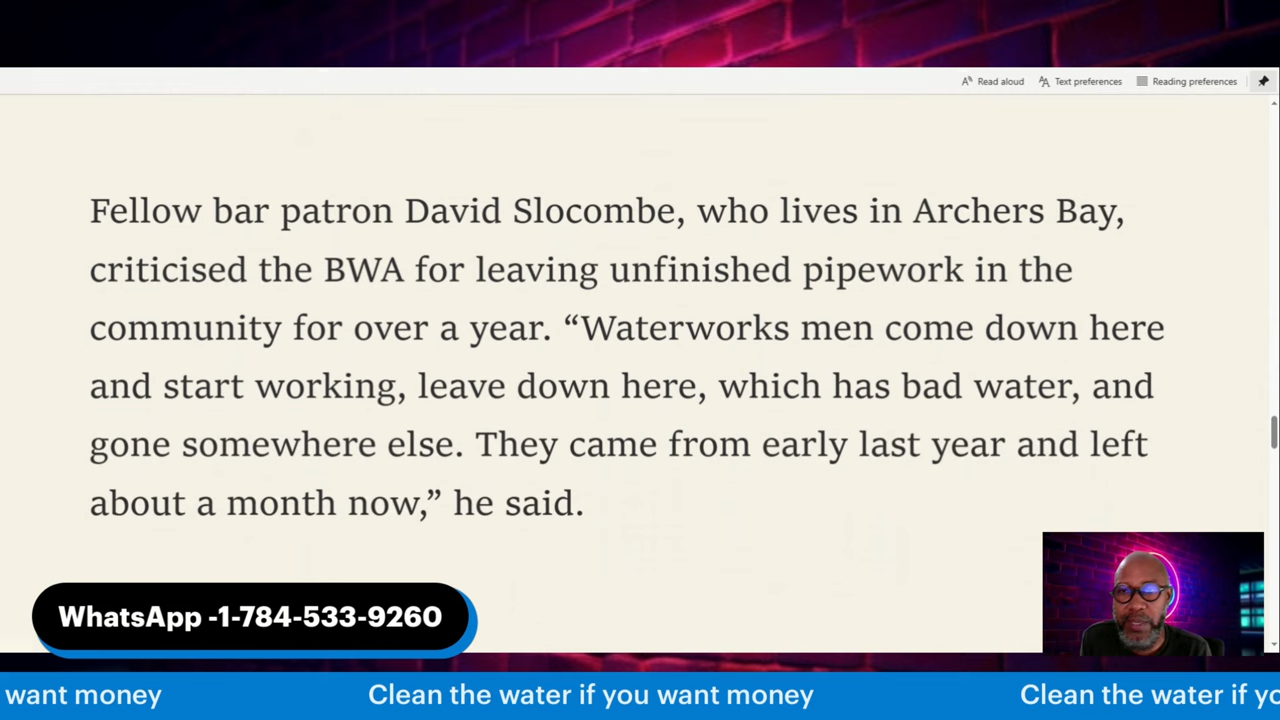 Read aloud Text preferences Reading preferences
Fellow bar patron David Slocombe, who lives in Archers Bay,
criticised the BWA for leaving unfinished pipework in the
community for over a year. “Waterworks men come down here
and start working, leave down here, which has bad water, and
gone somewhere else. They came from early last year and left
about a month now,” he said.
WhatsApp -1-784-533-9260
want money Clean the water if you want money Clean the water if yo